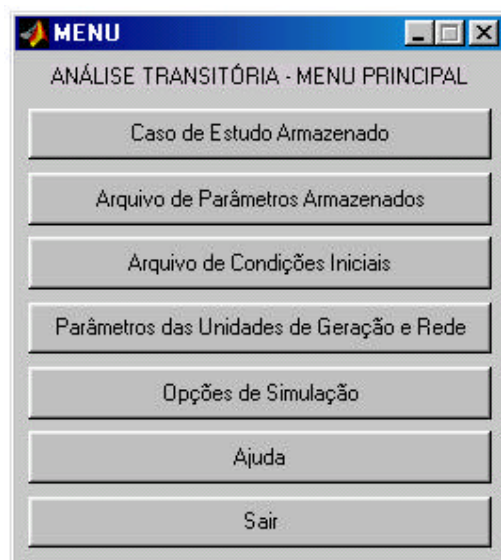 MENU
ANÁLISE TRANSITÓRIA - MENU PRINCIPAL
Caso de Estudo Armazenado
Arquivo de Parâmetros Armazenados
Arquivo de Condições Iniciais
Parâmetros das Unidades de Geração e Rede
Opções de Simulação
Ajuda
Sair